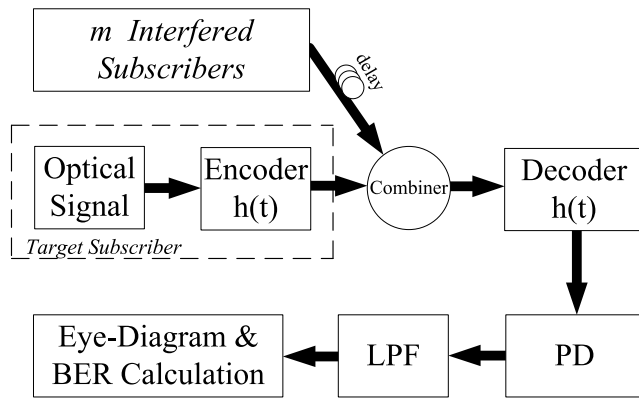 m Interfered
Subscribers
delay
Optical
Signal
Encoder
h(t)
Target Subscriber
Combiner
Decoder
h(t)
Eye-Diagram &
BER Calculation
LPF
PD